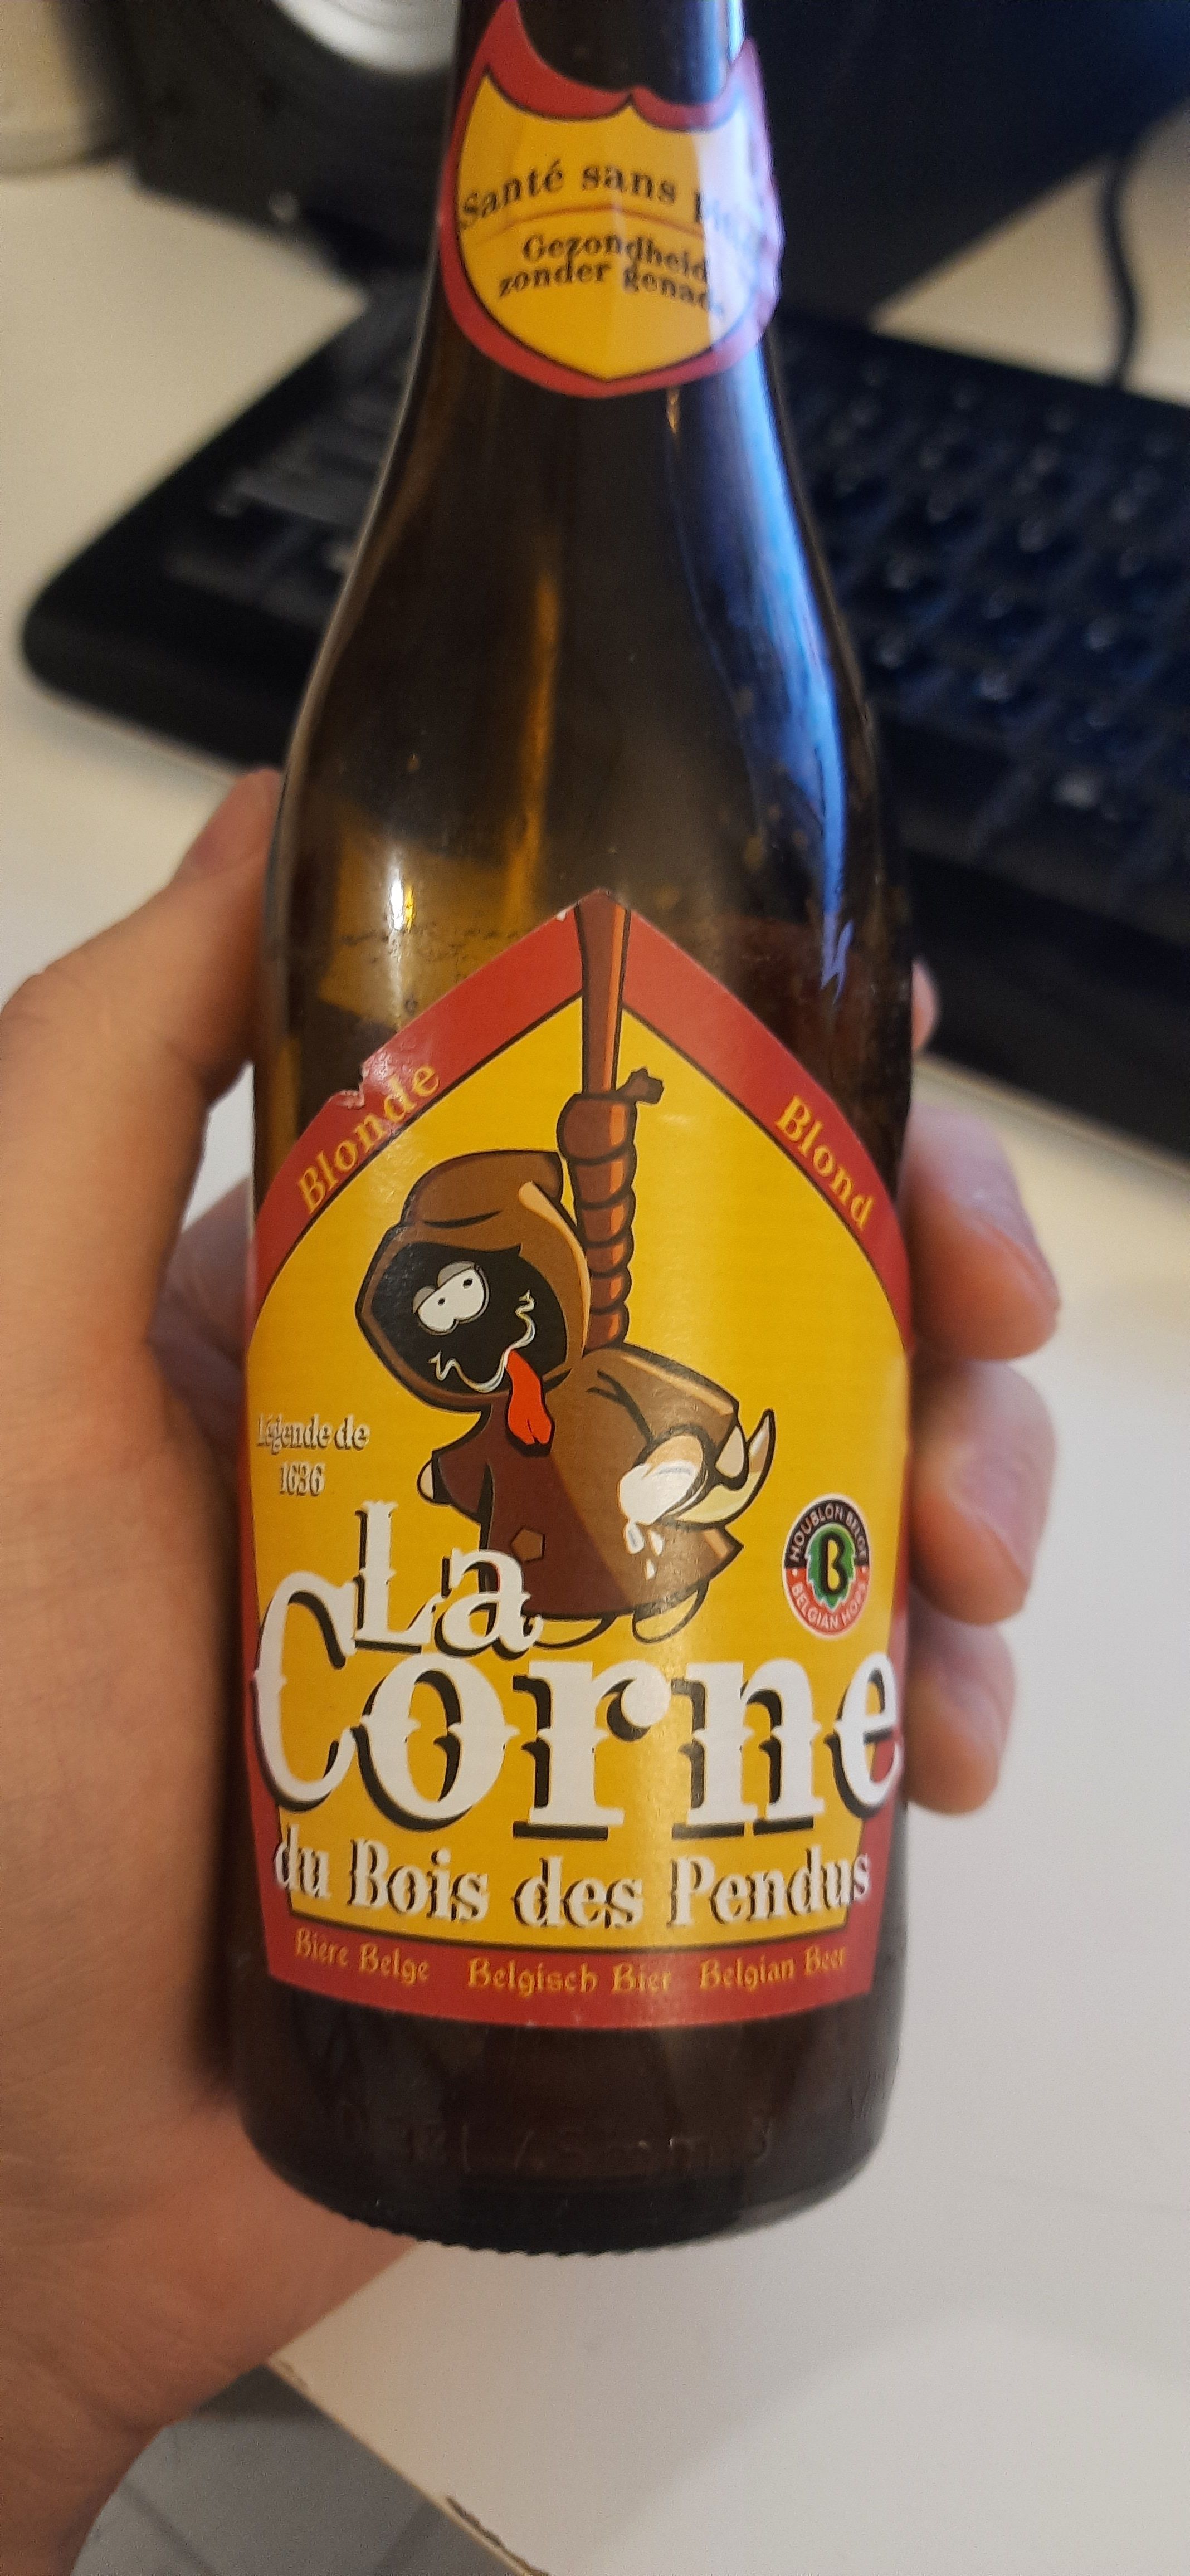 Santé sans
Gezondheid
zonder
Blonde
Blond
Légende de
1636
HOUBLON BELGE
B
BELGIAN HOPS
La
Corne
du Bois des Pendus
Bière Belge Belgisch Bier Belgian Beer